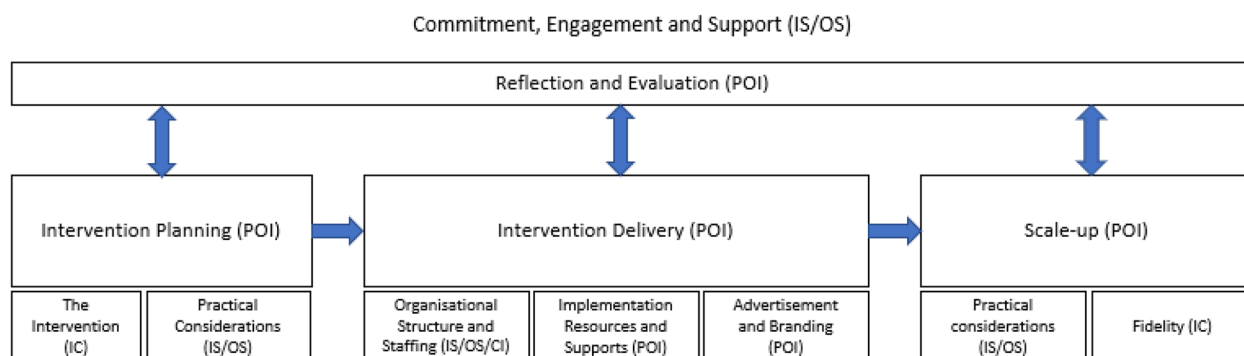 Commitment, Engagement and Support (IS/OS)
Reflection and Evaluation (POI)
Intervention Planning (POI)
Intervention Delivery (POI)
Scale-up (POI)
The
Intervention
(IC)
Practical
Considerations
(IS/OS)
Organisational
Structure and
Staffing (IS/OS/CI)
Implementation
Resources and
Supports (POI)
Advertisement
and Branding
(POI)
Practical
considerations
(IS/OS)
Fidelity (IC)